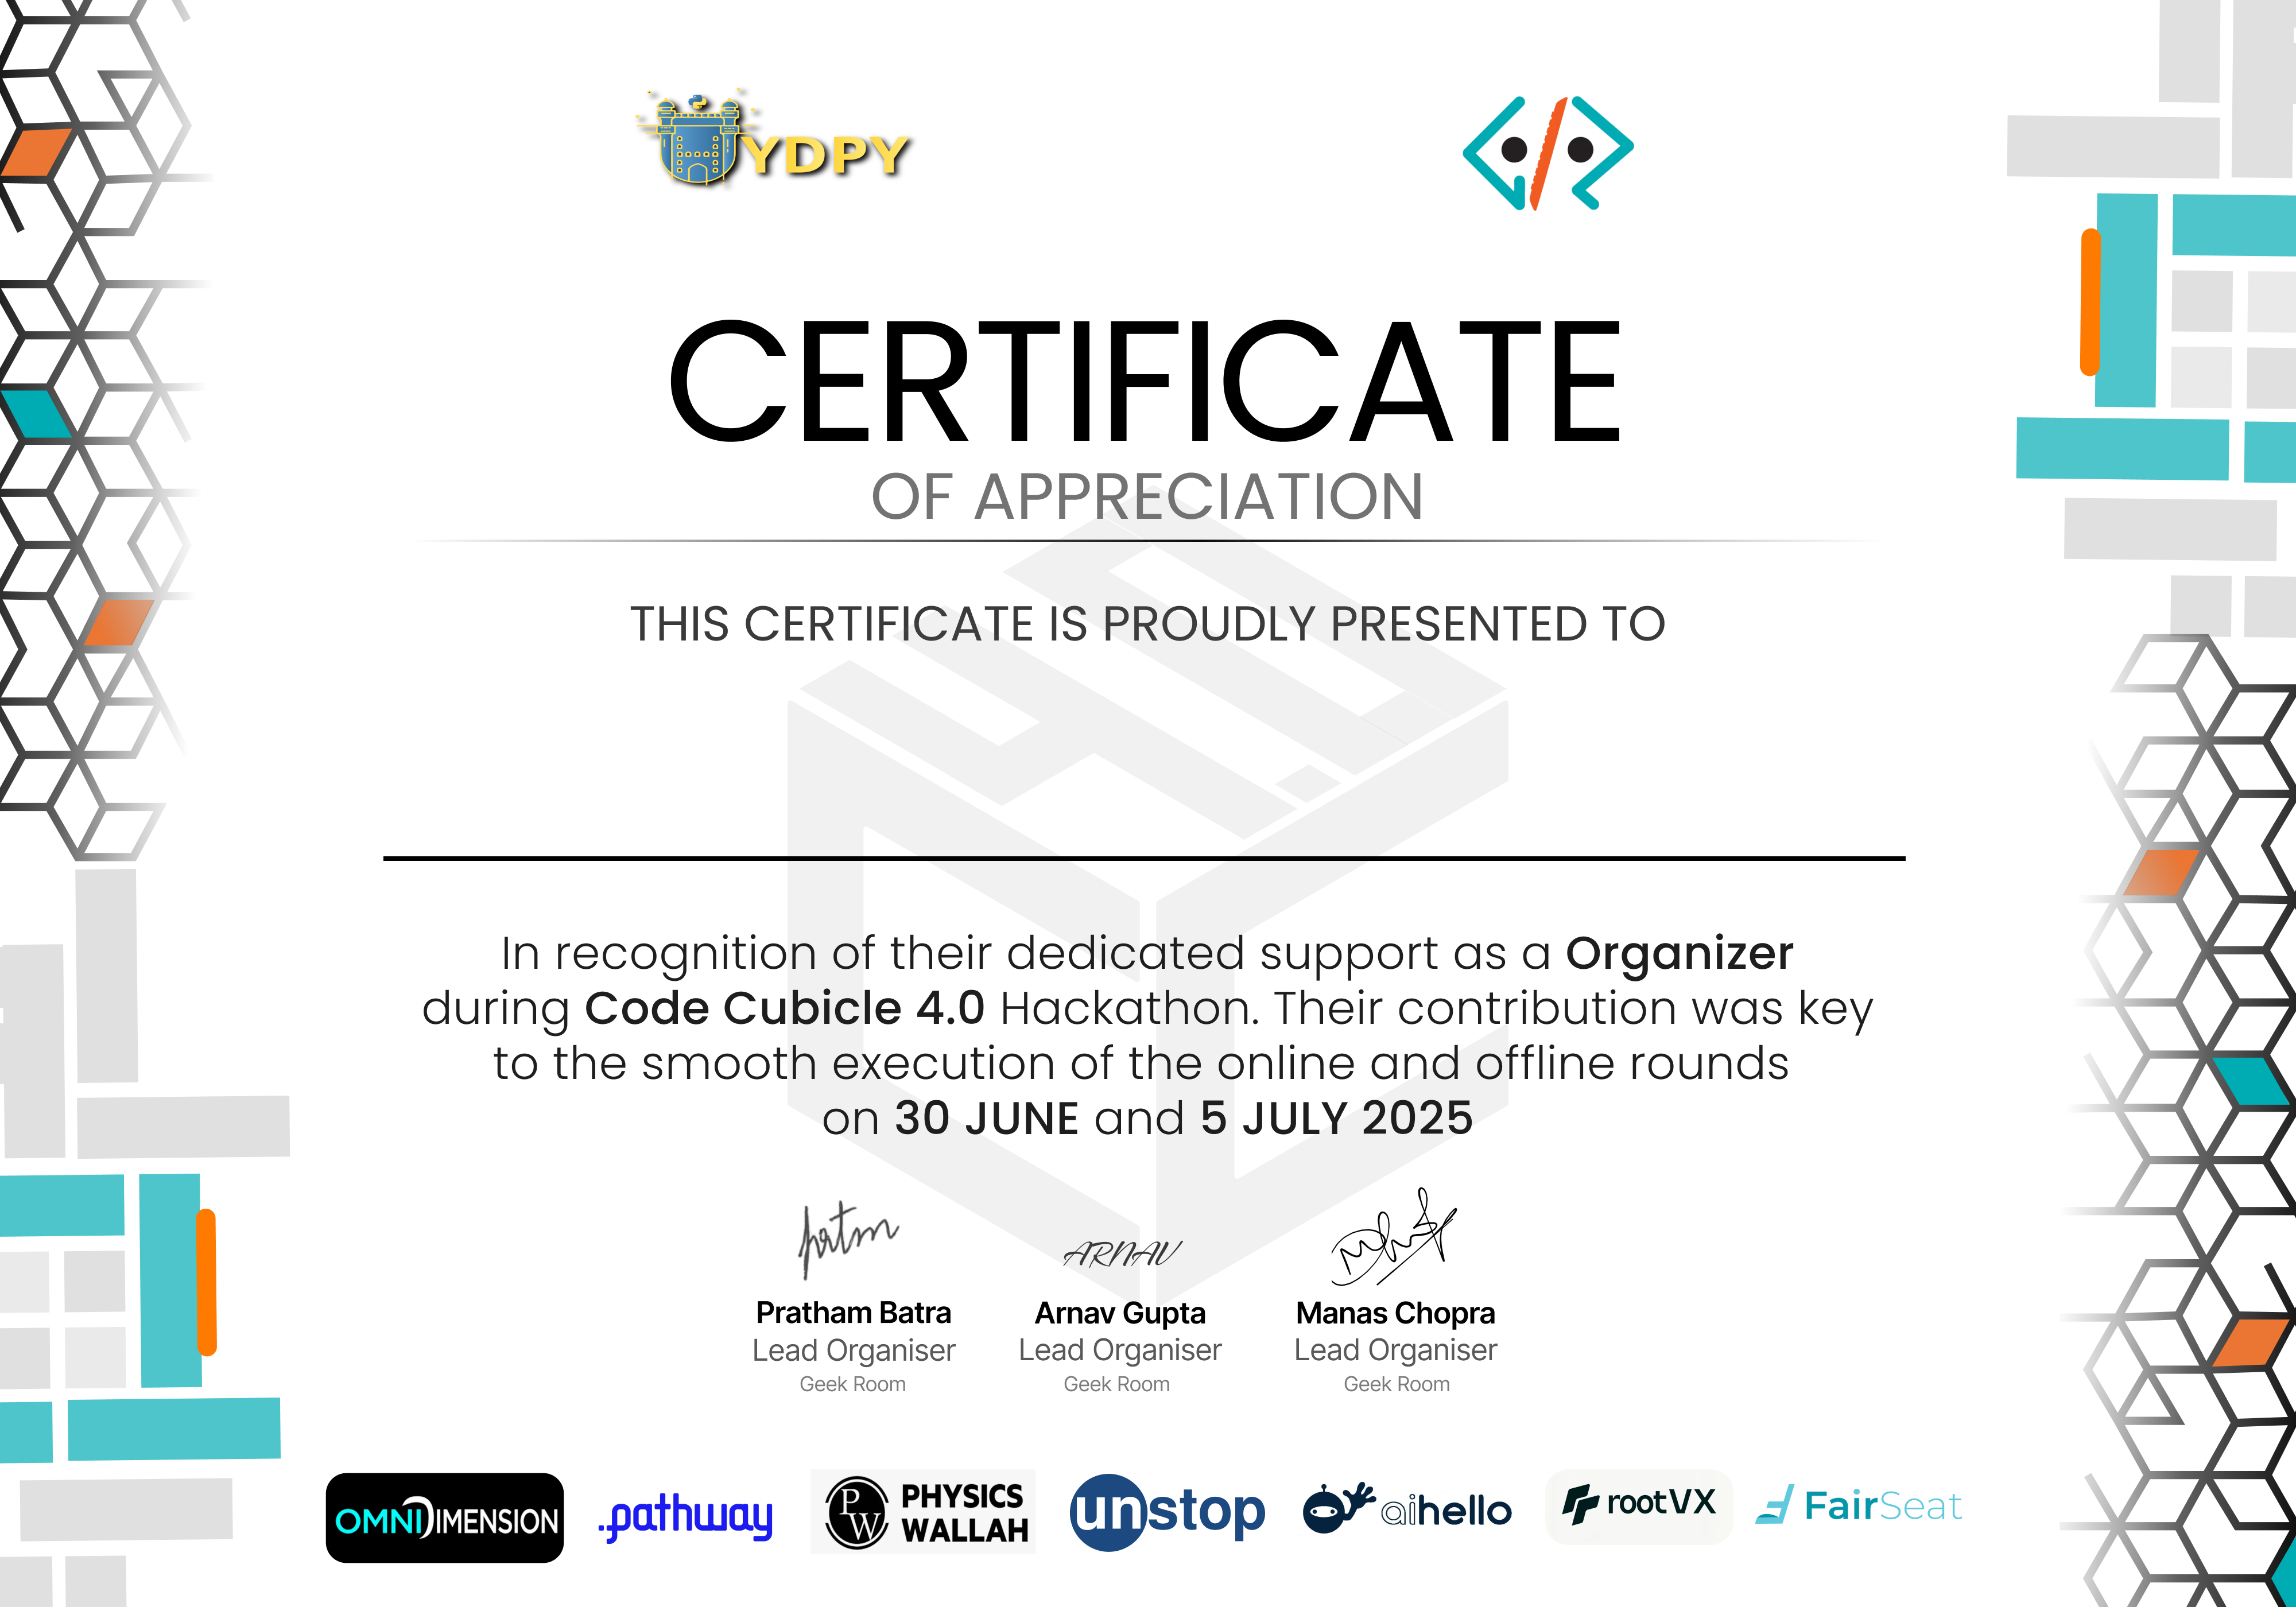 HYDPY
CERTIFICATE
OF APPRECIATION
THIS CERTIFICATE IS PROUDLY PRESENTED TO
In recognition of their dedicated support as a Organizer
during Code Cubicle 4.0 Hackathon. Their contribution was key
to the smooth execution of the online and offline rounds
on 30 JUNE and 5 JULY 2025
pratm
ARNAV
Pratham Batra
Arnav Gupta
Manas Chopra
Lead Organiser
Lead Organiser
Lead Organiser
Geek Room
Geek Room
Geek Room
OMNIDIMENSION
.pathway
PW
PHYSICS
WALLAH
unstop
aihello
rootVX
FairSeat